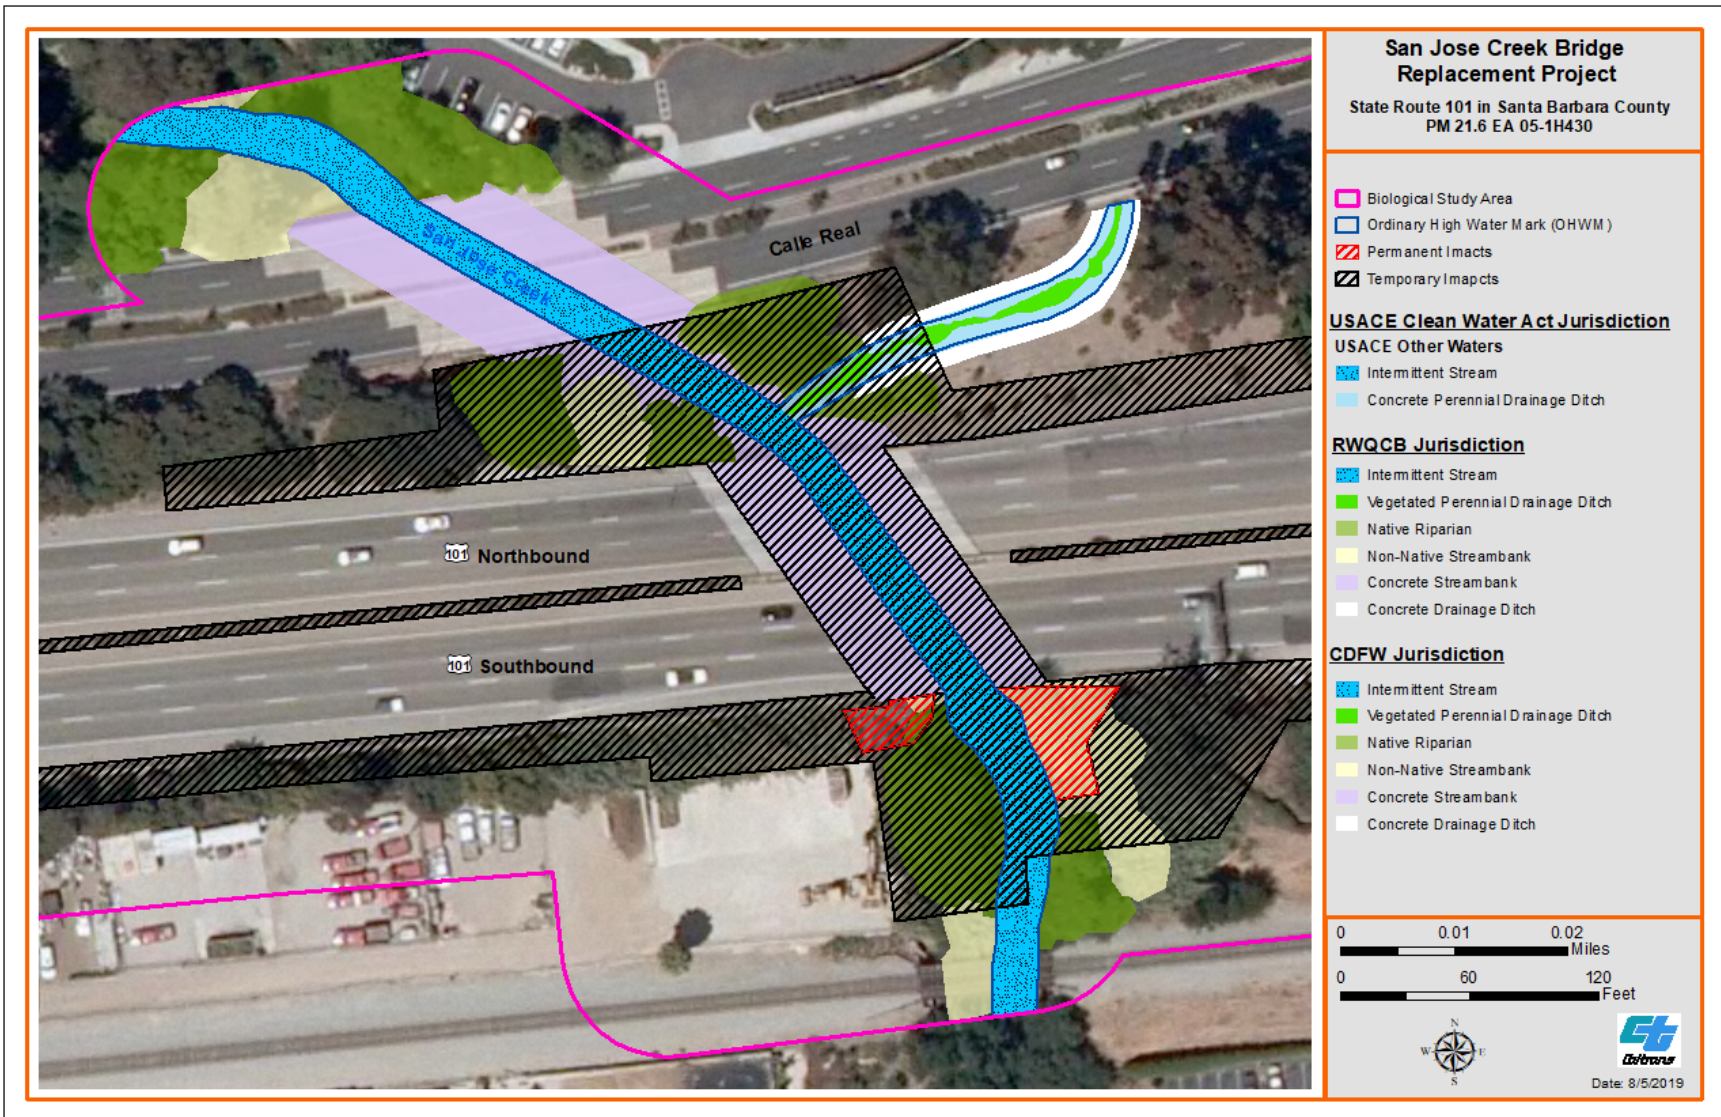 San Jose Creek Bridge
Replacement Project
State Route 101 in Santa Barbara County
PM 21.6 EA 05-1H430
Biological Study Area
Ordinary High Water Mark (OHWM)
Permanent Imacts
Temporary Imapcts
USACE Clean Water Act Jurisdiction
USACE Other Waters
Intermittent Stream
Concrete Perennial Drainage Ditch
RWQCB Jurisdiction
Intermittent Stream
Vegetated Perennial Drainage Ditch
Native Riparian
Non-Native Streambank
Concrete Streambank
Concrete Drainage Ditch
CDFW Jurisdiction
Intermittent Stream
Vegetated Perennial Drainage Ditch
Native Riparian
Non-Native Streambank
Concrete Streambank
Concrete Drainage Ditch
0 0.01 0.02
Miles
0 60 120
Feet
N
W E
S
Ct
Caltrans
Date: 8/5/2019
San Jose Creek
Calle Real
101 Northbound
101 Southbound